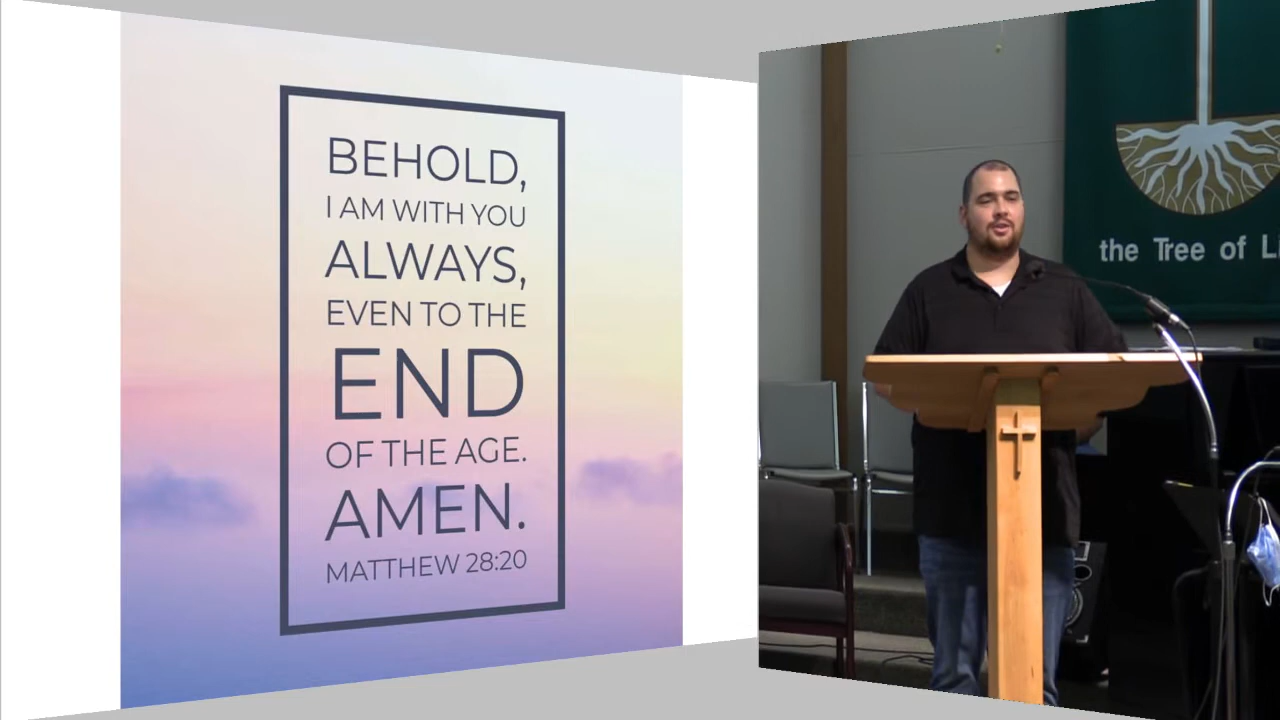 BEHOLD,
I AM WITH YOU
ALWAYS,
EVEN TO THE
END
OF THE AGE.
AMEN.
MATTHEW 28:20
the Tree of Li